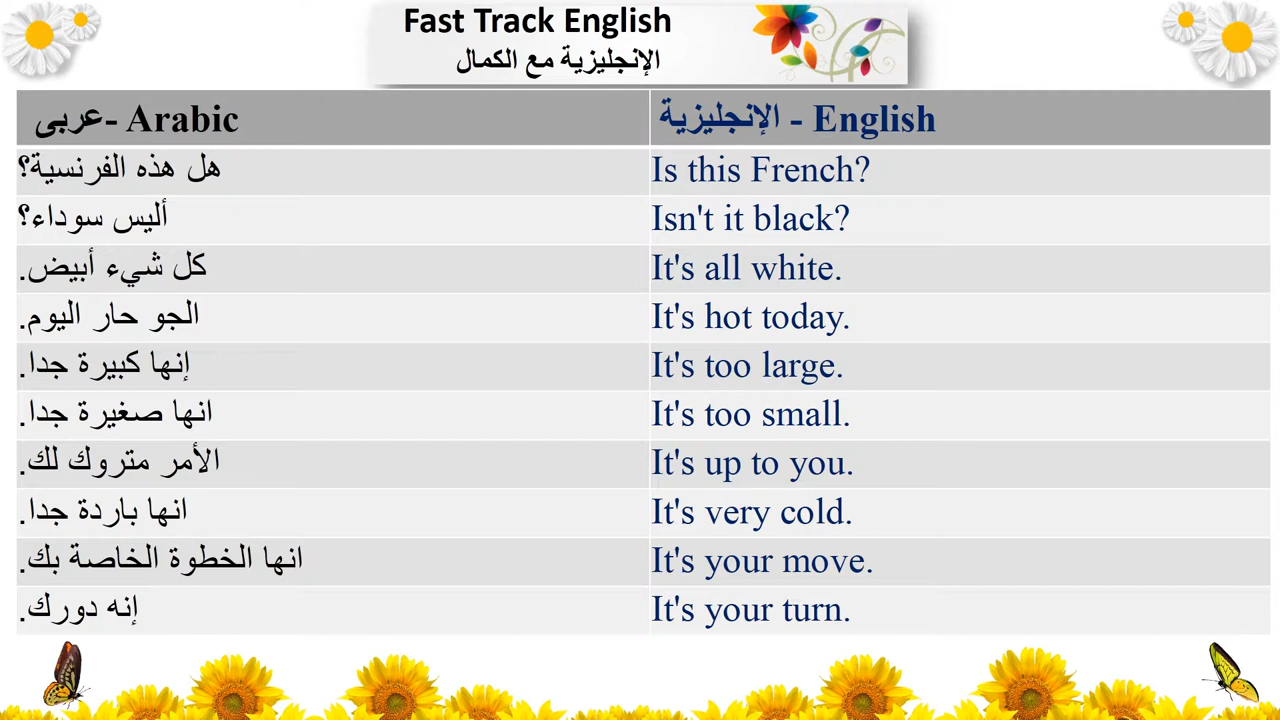 Fast Track English
الإنجليزية مع الكمال
عربى- Arabic
الإنجليزية - English
هل هذه الفرنسية؟
Is this French?
أليس سوداء؟
Isn't it black?
كل شيء أبيض.
It's all white.
الجو حار اليوم.
It's hot today.
إنها كبيرة جدا.
It's too large.
انها صغيرة جدا.
It's too small.
الأمر متروك لك.
It's up to you.
انها باردة جدا.
It's very cold.
انها الخطوة الخاصة بك.
It's your move.
إنه دورك.
It's your turn.